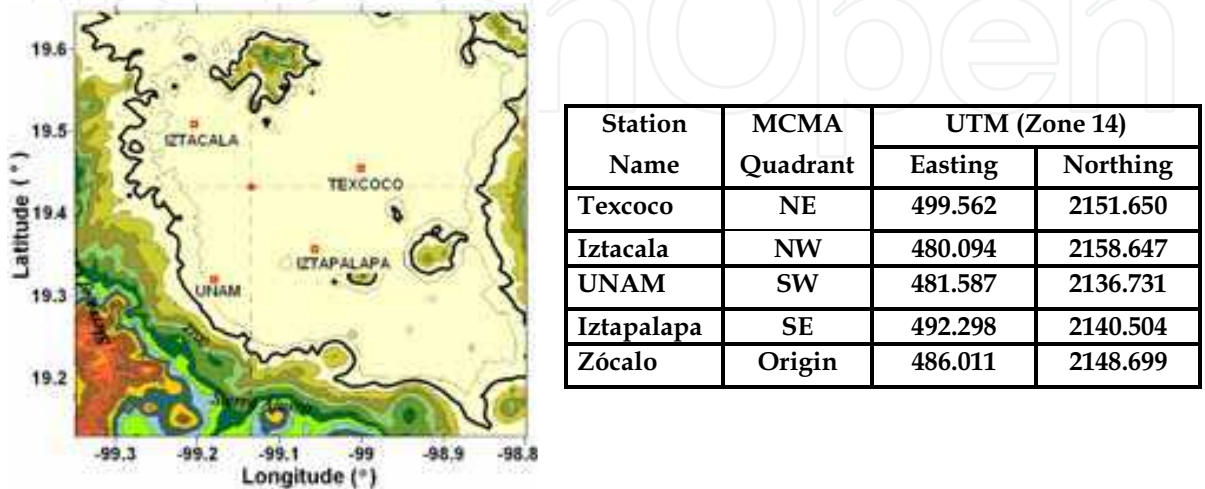 19.6
19.5
19.4
19.3
19.2
Latitude (°)
IZTACALA
TEXCOCO
IZTAPALAPA
UNAM
Sierra
-99.3 -99.2 -99.1 -99 -98.9 -98.8
Longitude (°)
Station Name MCMA Quadrant UTM (Zone 14)
Easting Northing
Texcoco NE 499.562 2151.650
Iztacala NW 480.094 2158.647
UNAM SW 481.587 2136.731
Iztapalapa SE 492.298 2140.504
Zócalo Origin 486.011 2148.699